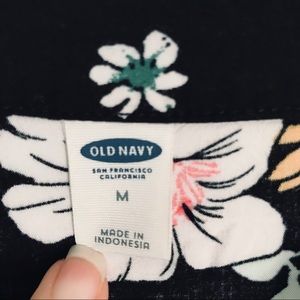 OLD NAVY
SAN FRANCISCO
CALIFORNIA
M
MADE IN
INDONESIA